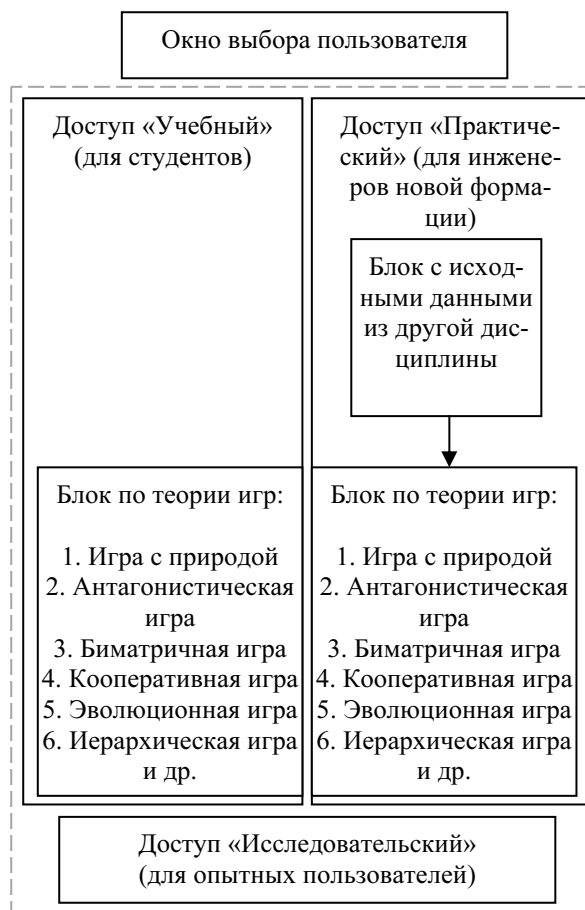 Окно выбора пользователя
Доступ «Учебный»
(для студентов)
Доступ «Практиче-
ский» (для инжене-
ров новой форма-
ции)
Блок с исход-
ными данными
из другой дис-
циплины
Блок по теории игр:
1. Игра с природой
2. Антагонистическая
игра
3. Биматричная игра
4. Кооперативная игра
5. Эволюционная игра
6. Иерархическая игра
и др.
Блок по теории игр:
1. Игра с природой
2. Антагонистическая
игра
3. Биматричная игра
4. Кооперативная игра
5. Эволюционная игра
6. Иерархическая игра
и др.
Доступ «Исследовательский»
(для опытных пользователей)